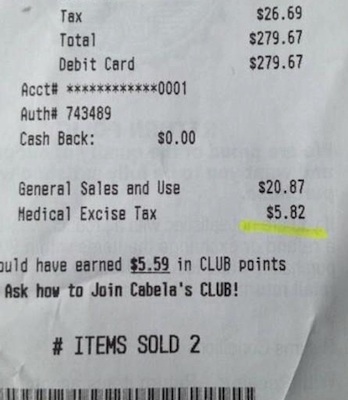 Tax $26.69
Total $279.67
Debit Card $279.67
Acct# ************0001
Auth# 743489
Cash Back: $0.00
General Sales and Use $20.87
Medical Excise Tax $5.82
ould have earned $5.59 in CLUB points
Ask how to Join Cabela's CLUB!
# ITEMS SOLD 2